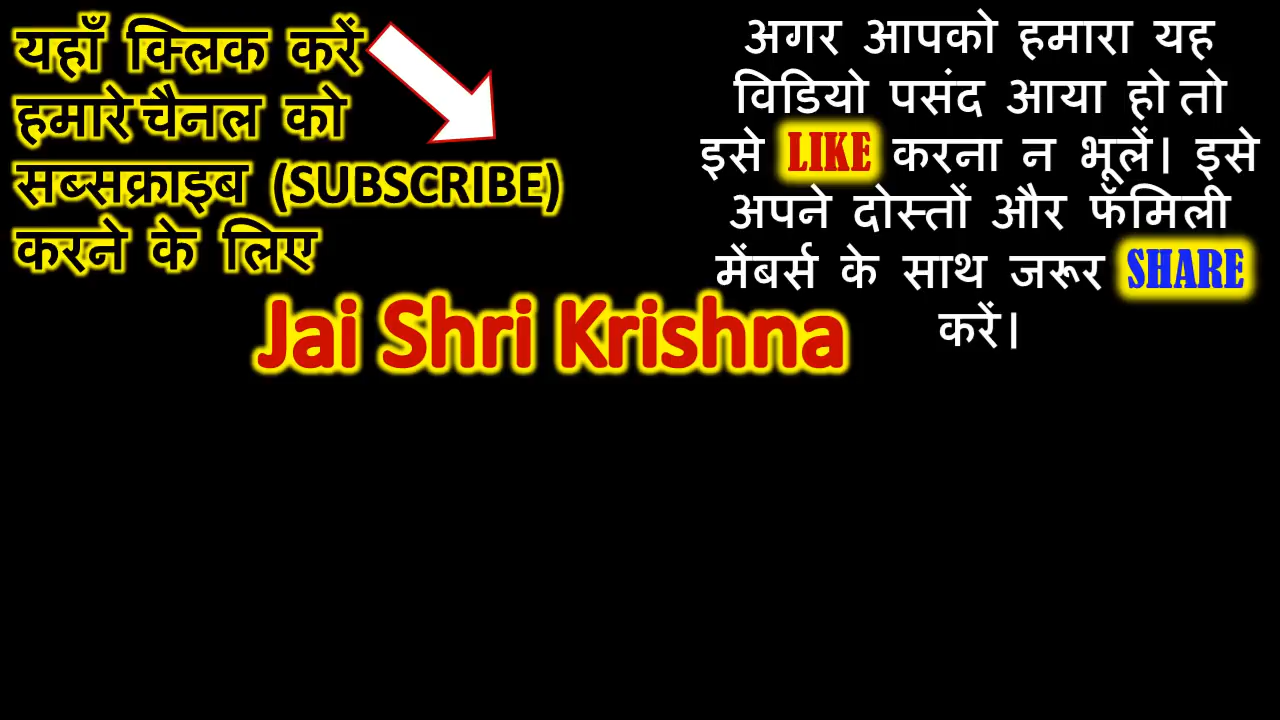 यहाँ क्लिक करें
हमारे चैनल को
सब्सक्राइब (SUBSCRIBE)
करने के लिए
अगर आपको हमारा यह
विडियो पसंद आया हो तो
इसे LIKE करना न भूलें। इसे
अपने दोस्तों और फॅमिली
मेंबर्स के साथ जरूर SHARE
करें।
Jai Shri Krishna